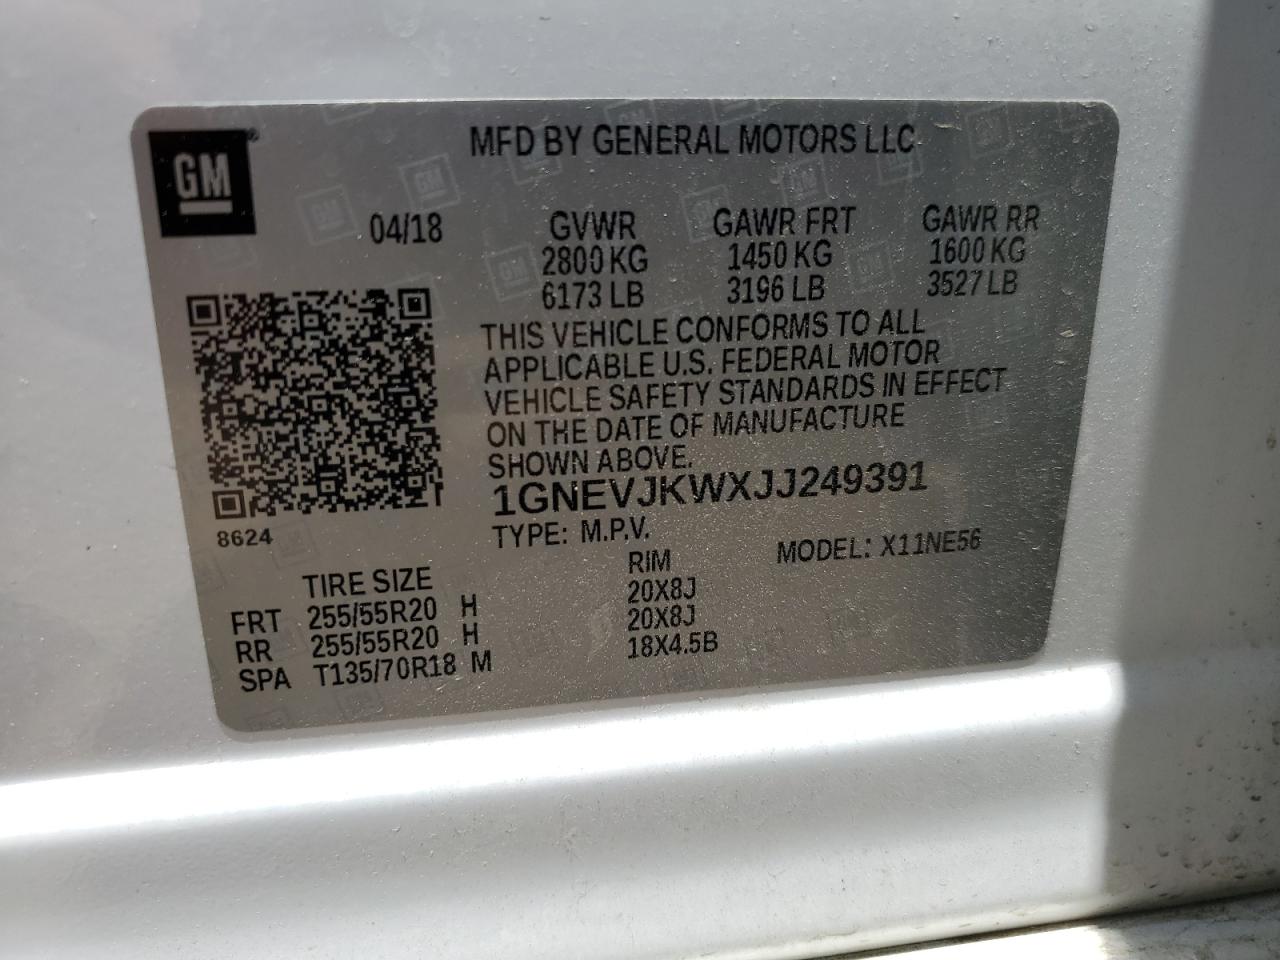 GM
MFD BY GENERAL MOTORS LLC
04/18 GVWR GAWR FRT GAWR RR
2800 KG 1450 KG 1600 KG
6173 LB 3196 LB 3527 LB
THIS VEHICLE CONFORMS TO ALL
APPLICABLE U.S. FEDERAL MOTOR
VEHICLE SAFETY STANDARDS IN EFFECT
ON THE DATE OF MANUFACTURE
SHOWN ABOVE.
1GNEVJKWXJJ249391
8624
TYPE: M.P.V. MODEL: X11NE56
TIRE SIZE RIM
FRT 255/55R20 H 20X8J
RR 255/55R20 H 20X8J
SPA T135/70R18 M 18X4.5B